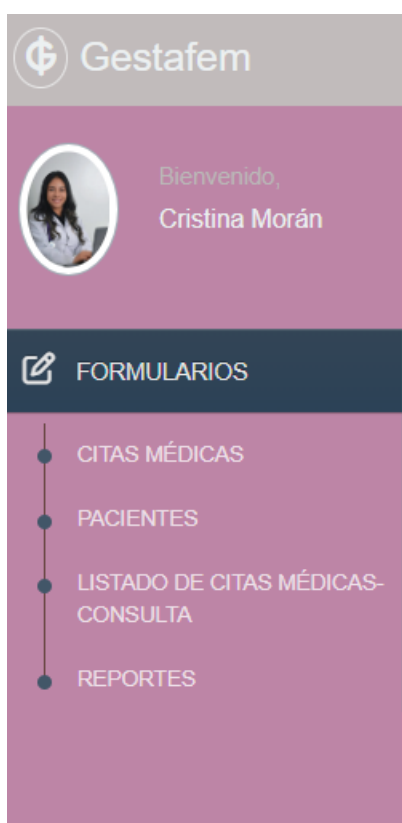 Gestafem
Bienvenido,
Cristina Morán
FORMULARIOS
CITAS MÉDICAS
PACIENTES
LISTADO DE CITAS MÉDICAS-
CONSULTA
REPORTES